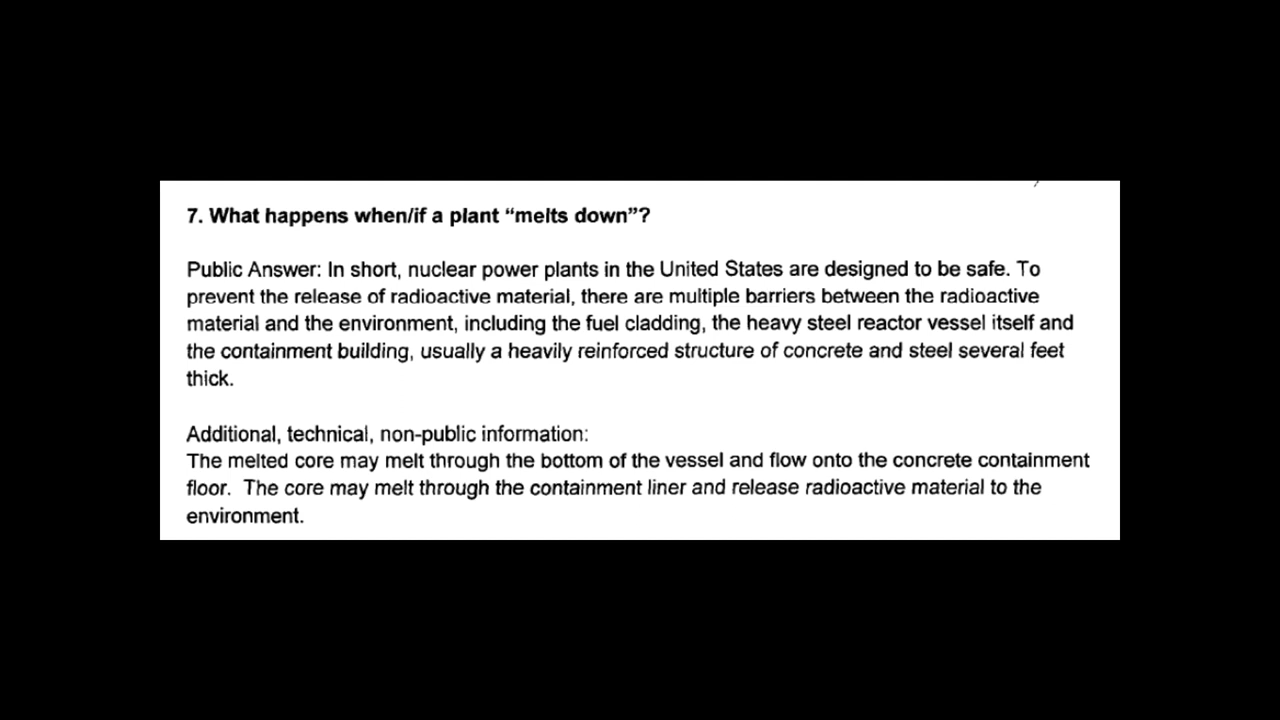 7. What happens when/if a plant “melts down”?
Public Answer: In short, nuclear power plants in the United States are designed to be safe. To
prevent the release of radioactive material, there are multiple barriers between the radioactive
material and the environment, including the fuel cladding, the heavy steel reactor vessel itself and
the containment building, usually a heavily reinforced structure of concrete and steel several feet
thick.
Additional, technical, non-public information:
The melted core may melt through the bottom of the vessel and flow onto the concrete containment
floor.  The core may melt through the containment liner and release radioactive material to the
environment.